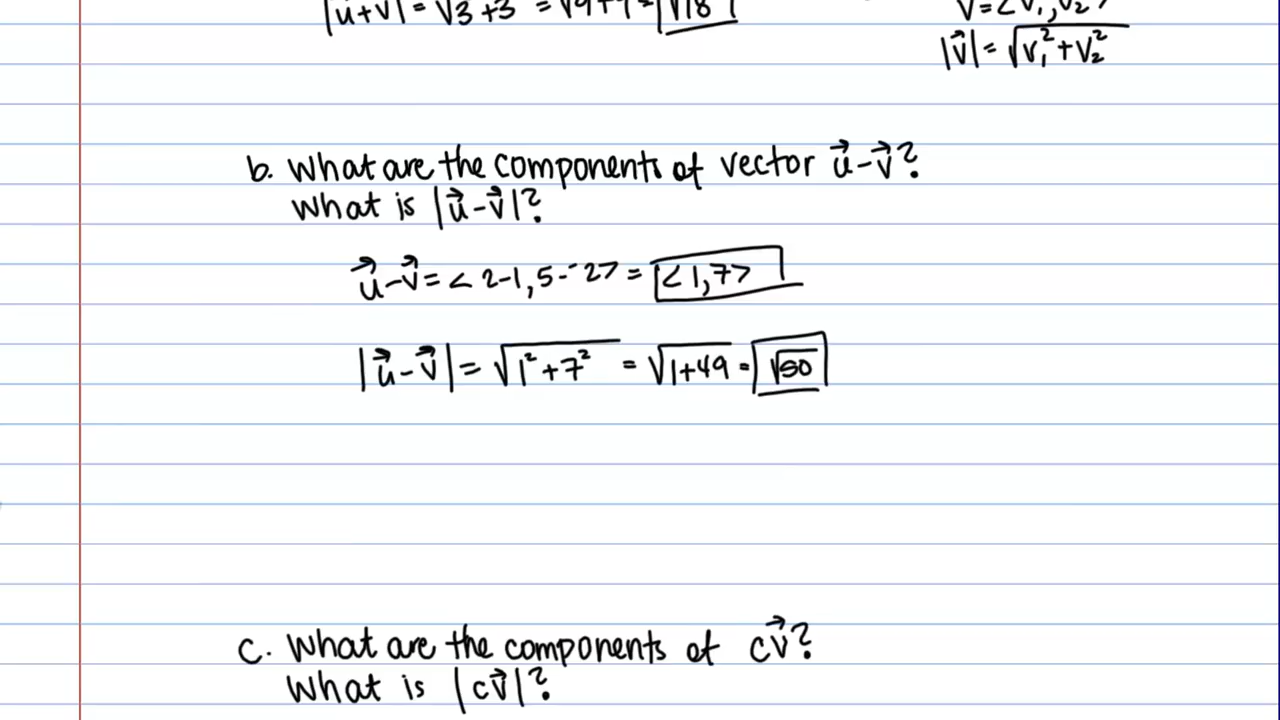 |u⃗+v⃗| = √3²+3² = √9+9 = √18
v⃗ = <v₁, v₂>
|v⃗| = √v₁²+v₂²
b. What are the components of vector u⃗-v⃗?
What is |u⃗-v⃗|?
u⃗-v⃗ = <2-1, 5-⁻2> = <1,7>
|u⃗-v⃗| = √1²+7² = √1+49 = √50
c. What are the components of cv⃗?
What is |cv⃗|?